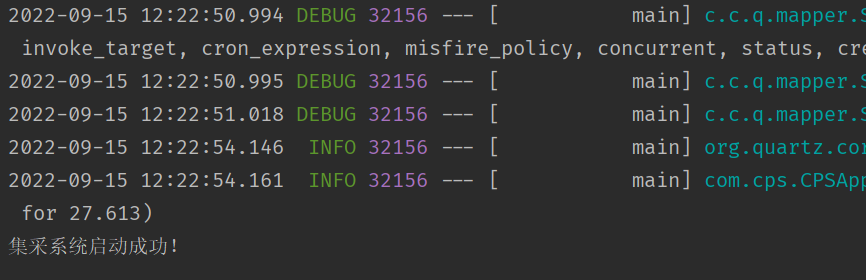 2022-09-15 12:22:50.994 DEBUG 32156 --- [           main] c.c.q.mapper.S
invoke_target, cron_expression, misfire_policy, concurrent, status, cre
2022-09-15 12:22:50.995 DEBUG 32156 --- [           main] c.c.q.mapper.S
2022-09-15 12:22:51.018 DEBUG 32156 --- [           main] c.c.q.mapper.S
2022-09-15 12:22:54.146  INFO 32156 --- [           main] org.quartz.cor
2022-09-15 12:22:54.161  INFO 32156 --- [           main] com.cps.CPSApp
for 27.613)
集采系统启动成功!